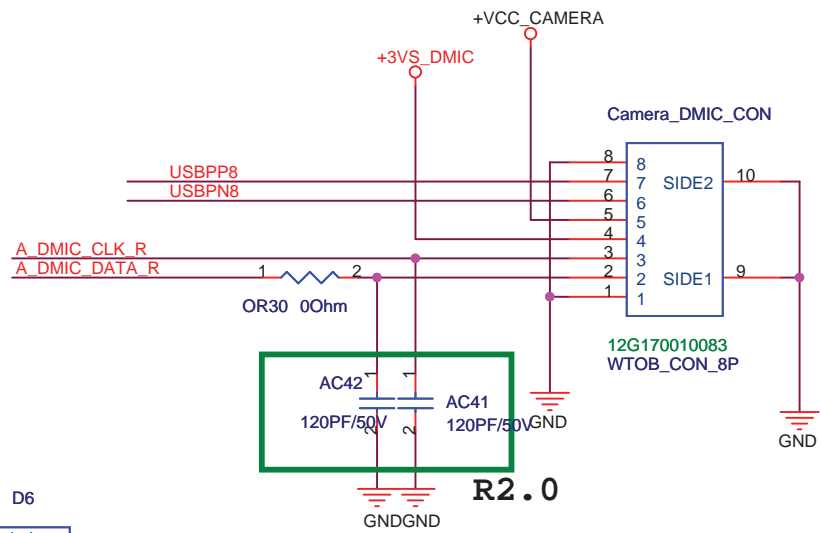 +VCC_CAMERA
+3VS_DMIC
Camera_DMIC_CON
8 8
USBPP8 7 7 SIDE2 10
USBPN8 6 6
5 5
4 4
A_DMIC_CLK_R 3 3
A_DMIC_DATA_R 1 2 2 2 SIDE1 9
1 1
OR30 0Ohm
12G170010083
WTOB_CON_8P
1 1
AC42
AC41
120PF/50V
120PF/50V
2 2
GND
GND
R2.0
D6
GND
GND